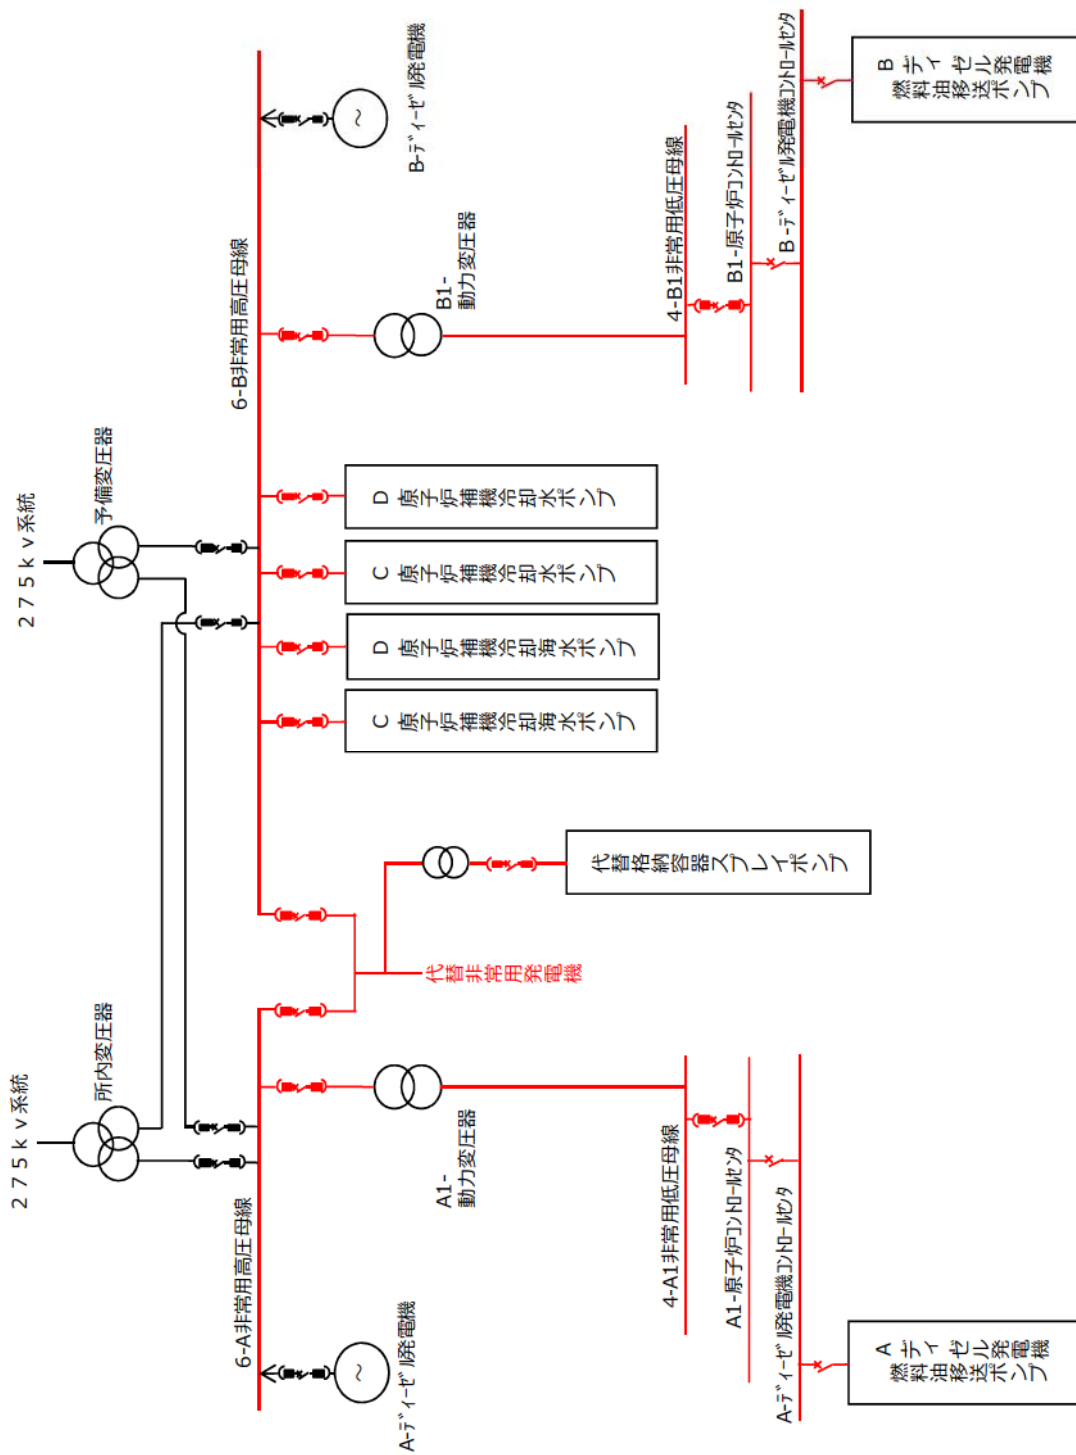 275kv系統
所内変圧器
275kv系統
予備変圧器
6-A非常用高圧母線
6-B非常用高圧母線
A-ディーゼル発電機
A1-
動力変圧器
代替非常用発電機
代替格納容器スプレイポンプ
C原子炉補機冷却海水ポンプ
D原子炉補機冷却海水ポンプ
C原子炉補機冷却水ポンプ
D原子炉補機冷却水ポンプ
B1-
動力変圧器
B-ディーゼル発電機
4-A1非常用低圧母線
A1-原子炉コントロールセンタ
A-ディーゼル発電機コントロールセンタ
Aディーゼル発電機
燃料油移送ポンプ
4-B1非常用低圧母線
B1-原子炉コントロールセンタ
B-ディーゼル発電機コントロールセンタ
Bディーゼル発電機
燃料油移送ポンプ